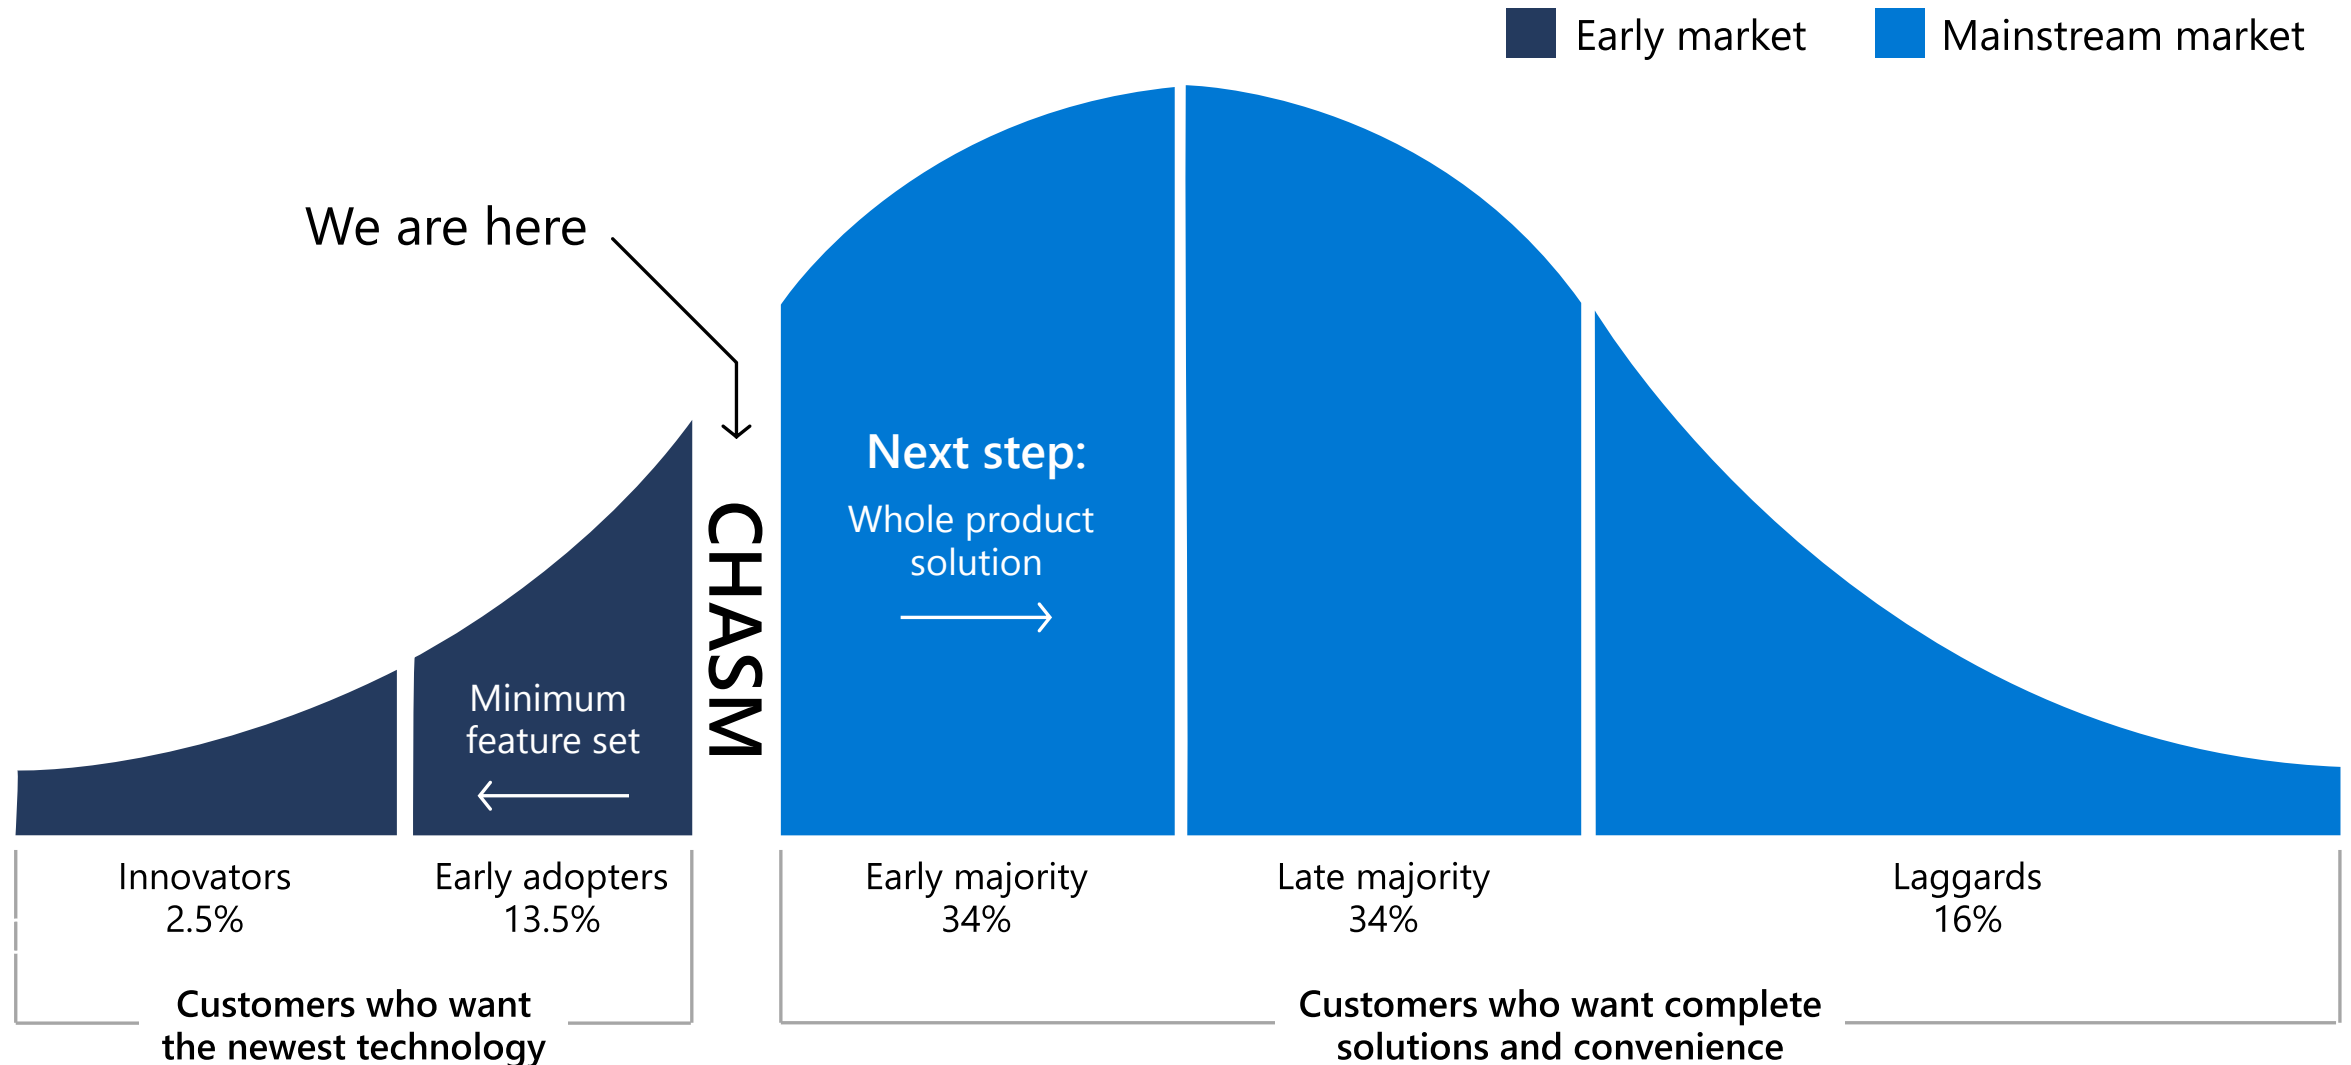 Early market
Mainstream market
We are here
CHASM
Next step:
Whole product
solution
Minimum
feature set
Innovators
2.5%
Early adopters
13.5%
Early majority
34%
Late majority
34%
Laggards
16%
Customers who want
the newest technology
Customers who want complete
solutions and convenience